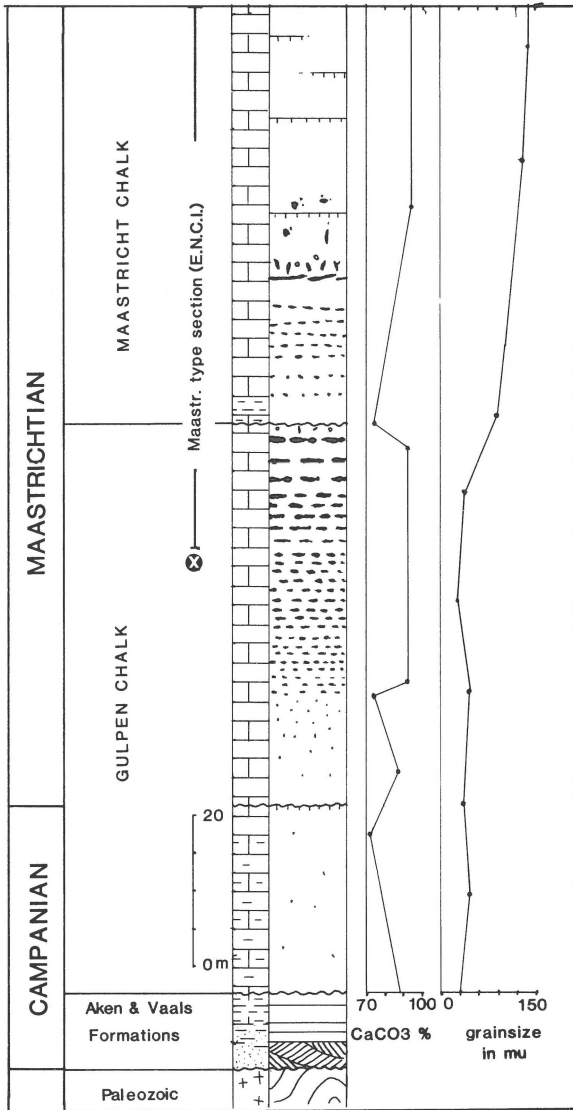 MAASTRICHTIAN
CAMPANIAN
MAASTRICHT CHALK
GULPEN CHALK
Aken & Vaals
Formations
Paleozoic
Maastr. type section (E.N.C.I.)
20
0m
70 100
CaCO3 %
0 150
grainsize
in mu